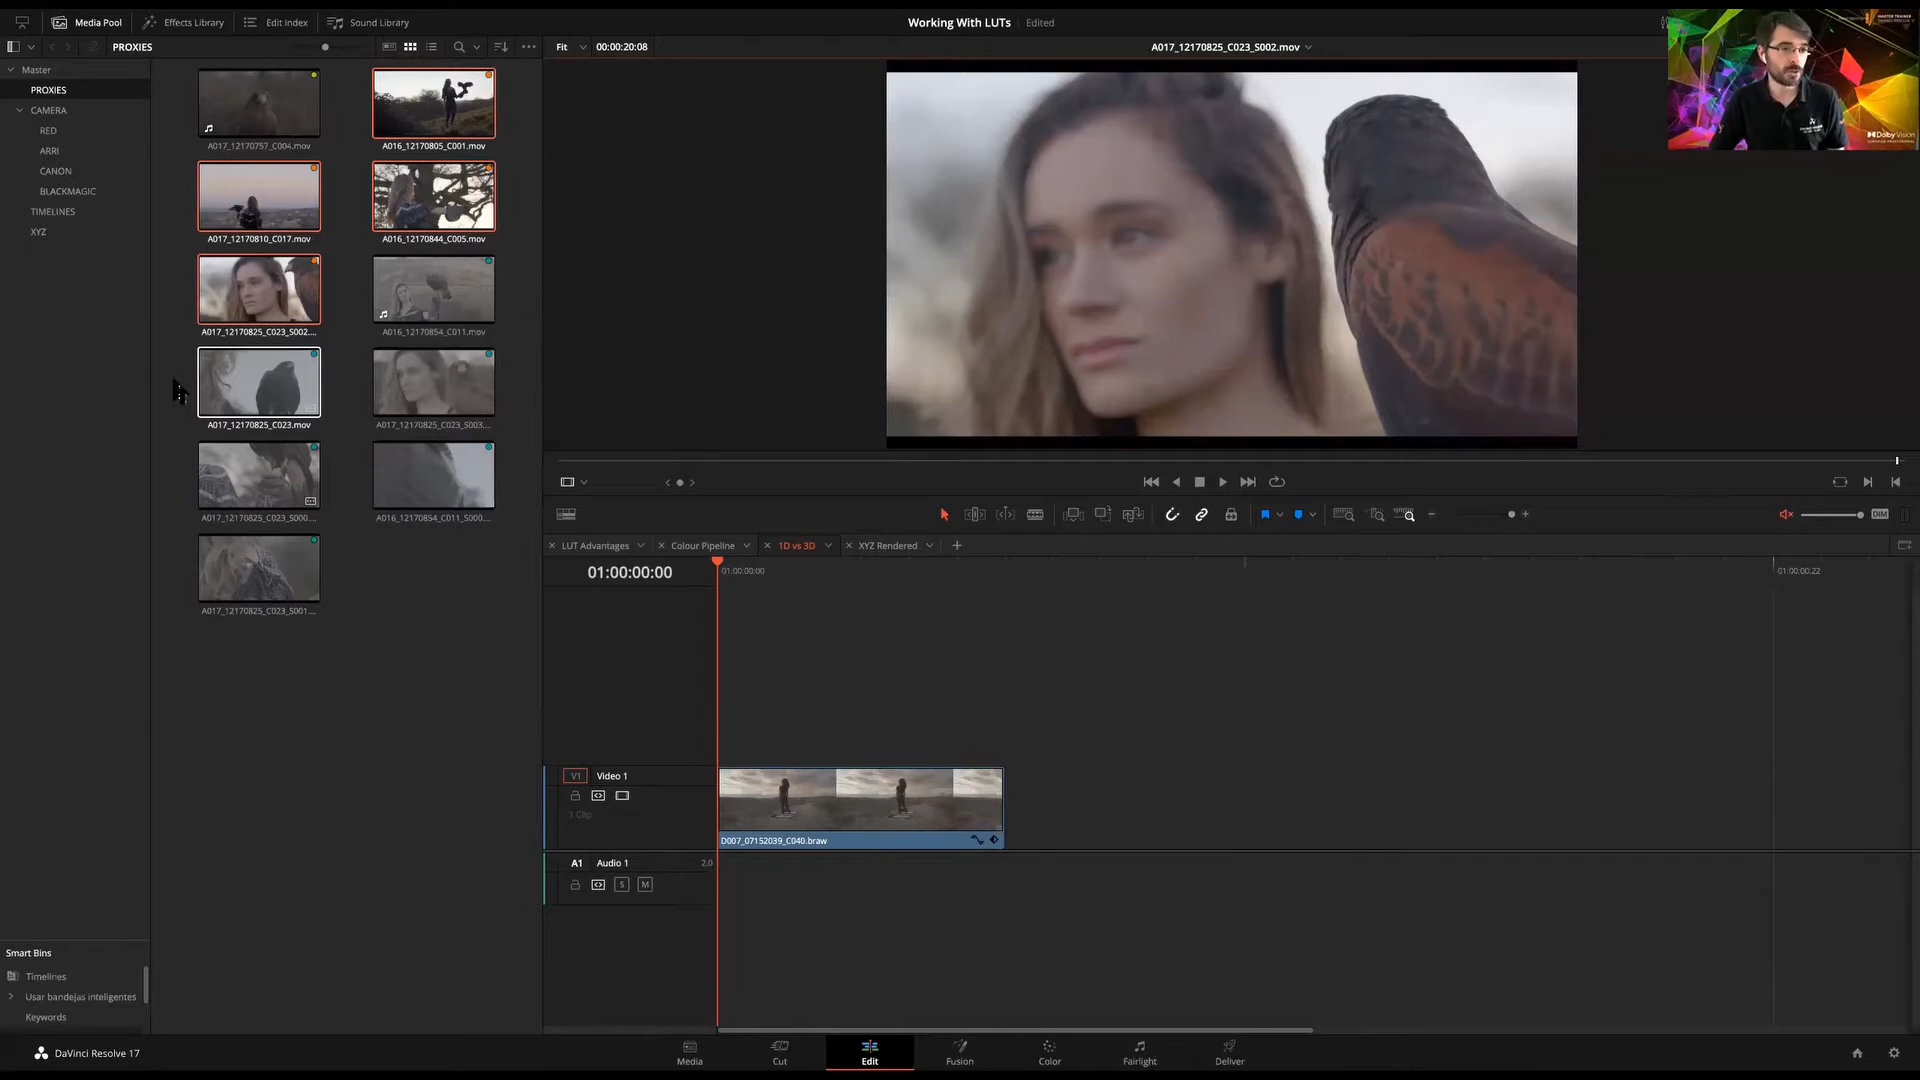 Media Pool
Effects Library
Edit Index
Sound Library
Working With LUTs
Edited
PROXIES
Fit
00:00:20:08
A017_12170825_C023_S002.mov
Master
PROXIES
CAMERA
RED
ARRI
CANON
BLACKMAGIC
TIMELINES
XYZ
A017_12170757_C004.mov
A016_12170805_C001.mov
A017_12170810_C017.mov
A016_12170844_C005.mov
A017_12170825_C023_S002....
A016_12170854_C011.mov
A017_12170825_C023.mov
A017_12170825_C023_S003....
A017_12170825_C023_S000....
A016_12170854_C011_S000....
A017_12170825_C023_S001....
Dolby Vision
DIM
LUT Advantages
Colour Pipeline
1D vs 3D
XYZ Rendered
01:00:00:00
01:00:00:00
01:00:00:22
V1
Video 1
1 Clip
D007_07152039_C040.braw
A1
Audio 1
2.0
S
M
Smart Bins
Timelines
Usar bandejas inteligentes
Keywords
DaVinci Resolve 17
Media
Cut
Edit
Fusion
Color
Fairlight
Deliver